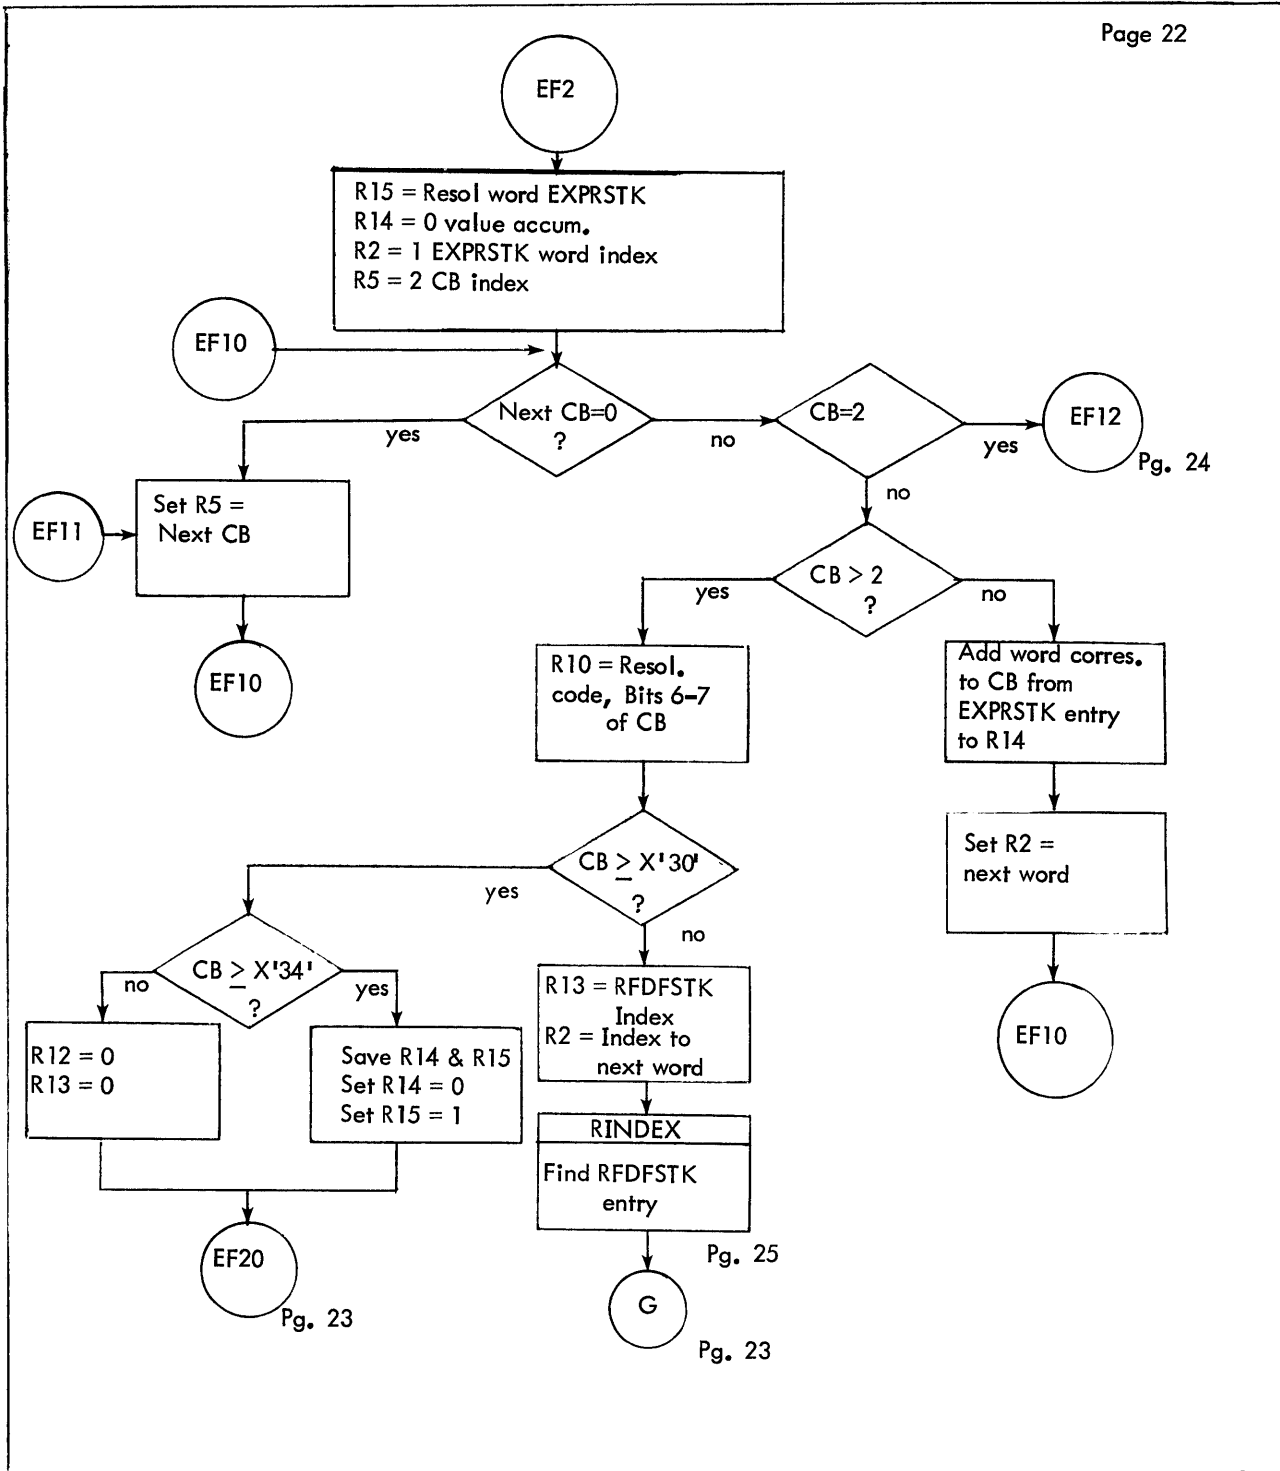 Page 22
EF2
R15 = Resol word EXPRSTK
R14 = 0 value accum.
R2 = 1 EXPRSTK word index
R5 = 2 CB index
EF10
Next CB=0
?
yes
no
CB=2
yes
EF12
Pg. 24
no
EF11
Set R5 =
Next CB
EF10
CB > 2
?
yes
no
R10 = Resol.
code, Bits 6-7
of CB
Add word corres.
to CB from
EXPRSTK entry
to R14
Set R2 =
next word
EF10
CB ≥ X'30'
?
yes
no
CB ≥ X'34'
?
no
yes
R12 = 0
R13 = 0
Save R14 & R15
Set R14 = 0
Set R15 = 1
R13 = RFDFSTK
Index
R2 = Index to
next word
RINDEX
Find RFDFSTK
entry
Pg. 25
EF20
Pg. 23
G
Pg. 23